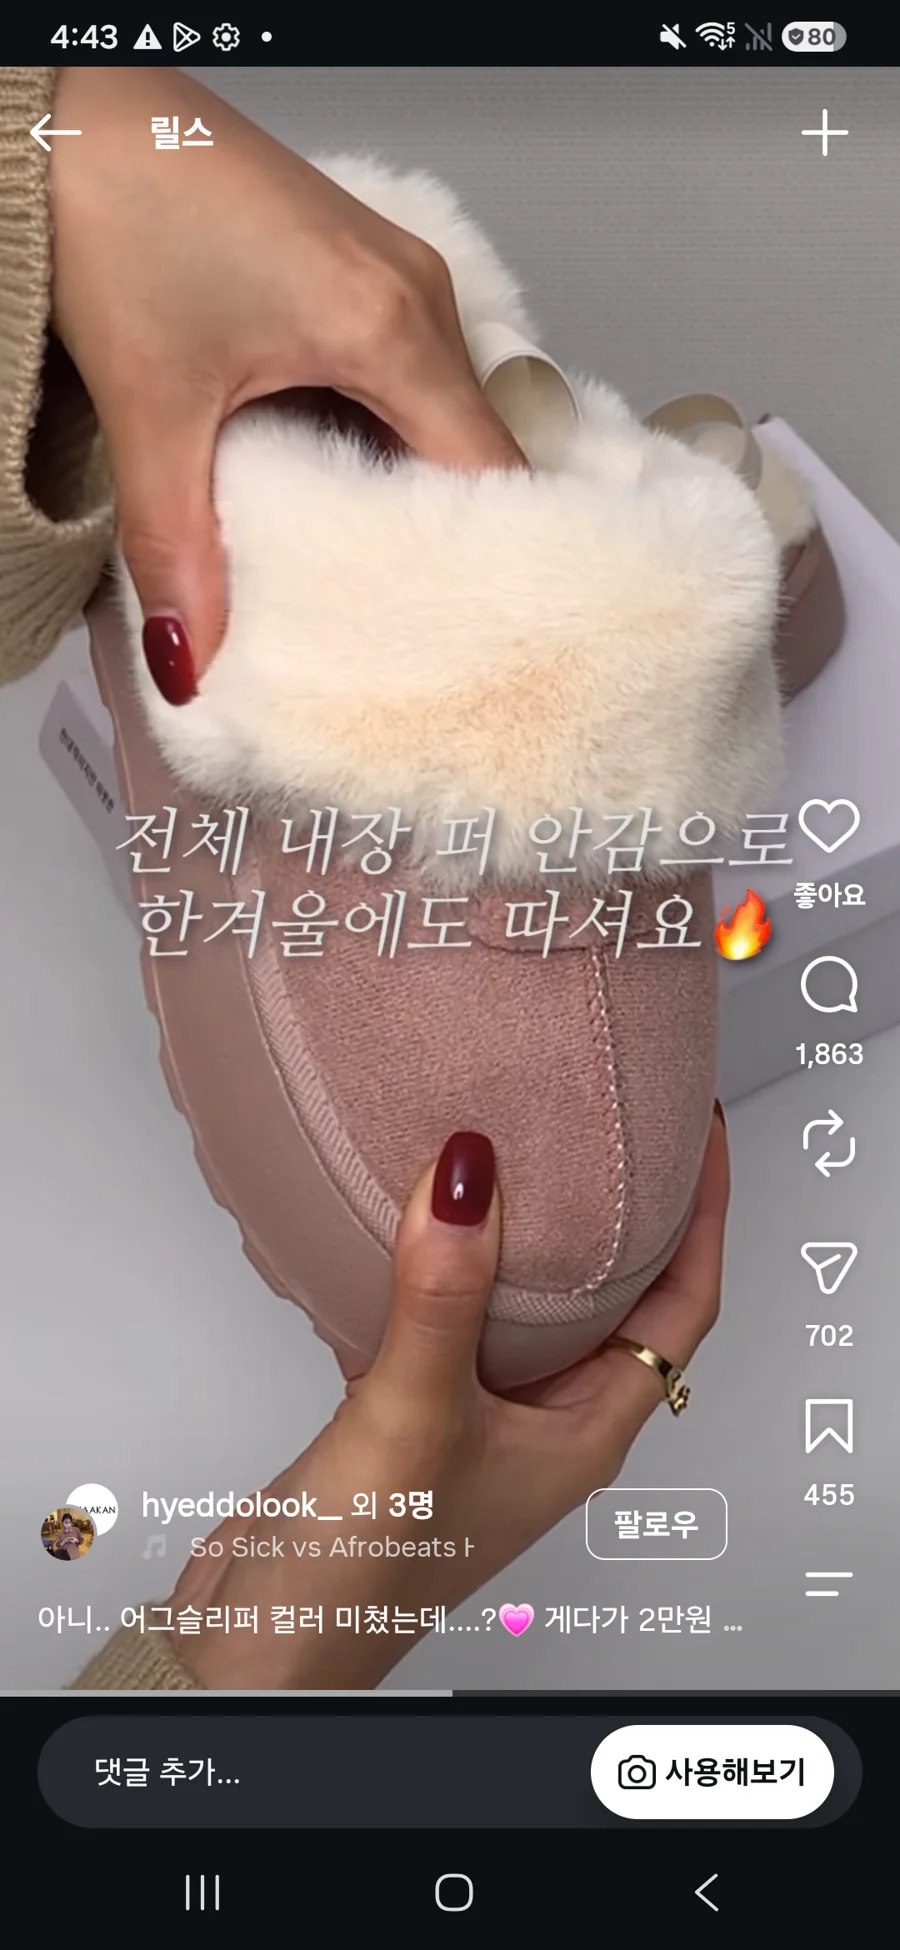 4:43
5
80
릴스
전체 내장 퍼 안감으로
한겨울에도 따셔요🔥
좋아요
1,863
702
AAKAN
hyeddolook__ 외 3명
팔로우
455
So Sick vs Afrobeats
아니.. 어그슬리퍼 컬러 미쳤는데....?💗 게다가 2만원 ...
댓글 추가...
사용해보기